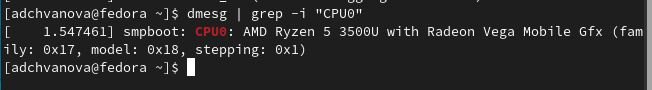 [adchvanova@fedora ~]$ dmesg | grep -i "CPU0"
[    1.547461] smpboot: CPU0: AMD Ryzen 5 3500U with Radeon Vega Mobile Gfx (fam
ily: 0x17, model: 0x18, stepping: 0x1)
[adchvanova@fedora ~]$